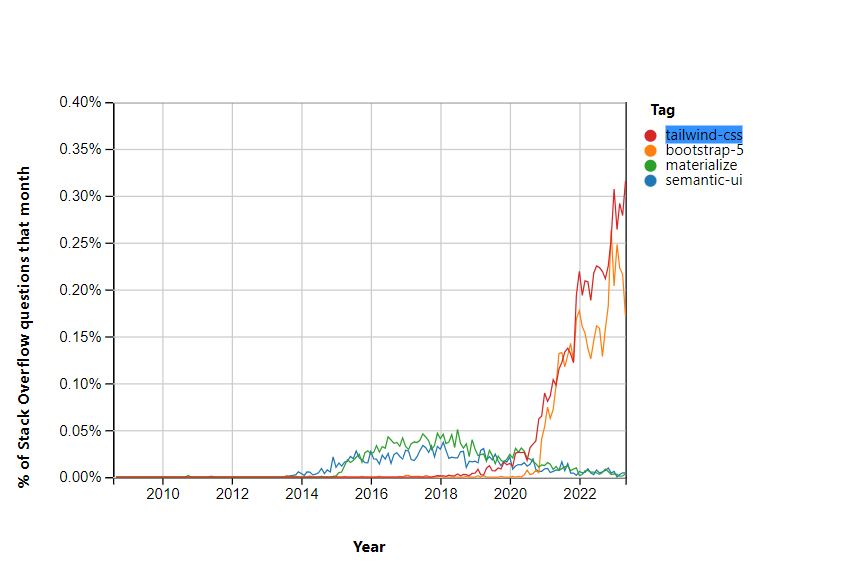 0.40%
0.35%
0.30%
0.25%
0.20%
0.15%
0.10%
0.05%
0.00%
% of Stack Overflow questions that month
2010 2012 2014 2016 2018 2020 2022
Year
Tag
tailwind-css
bootstrap-5
materialize
semantic-ui